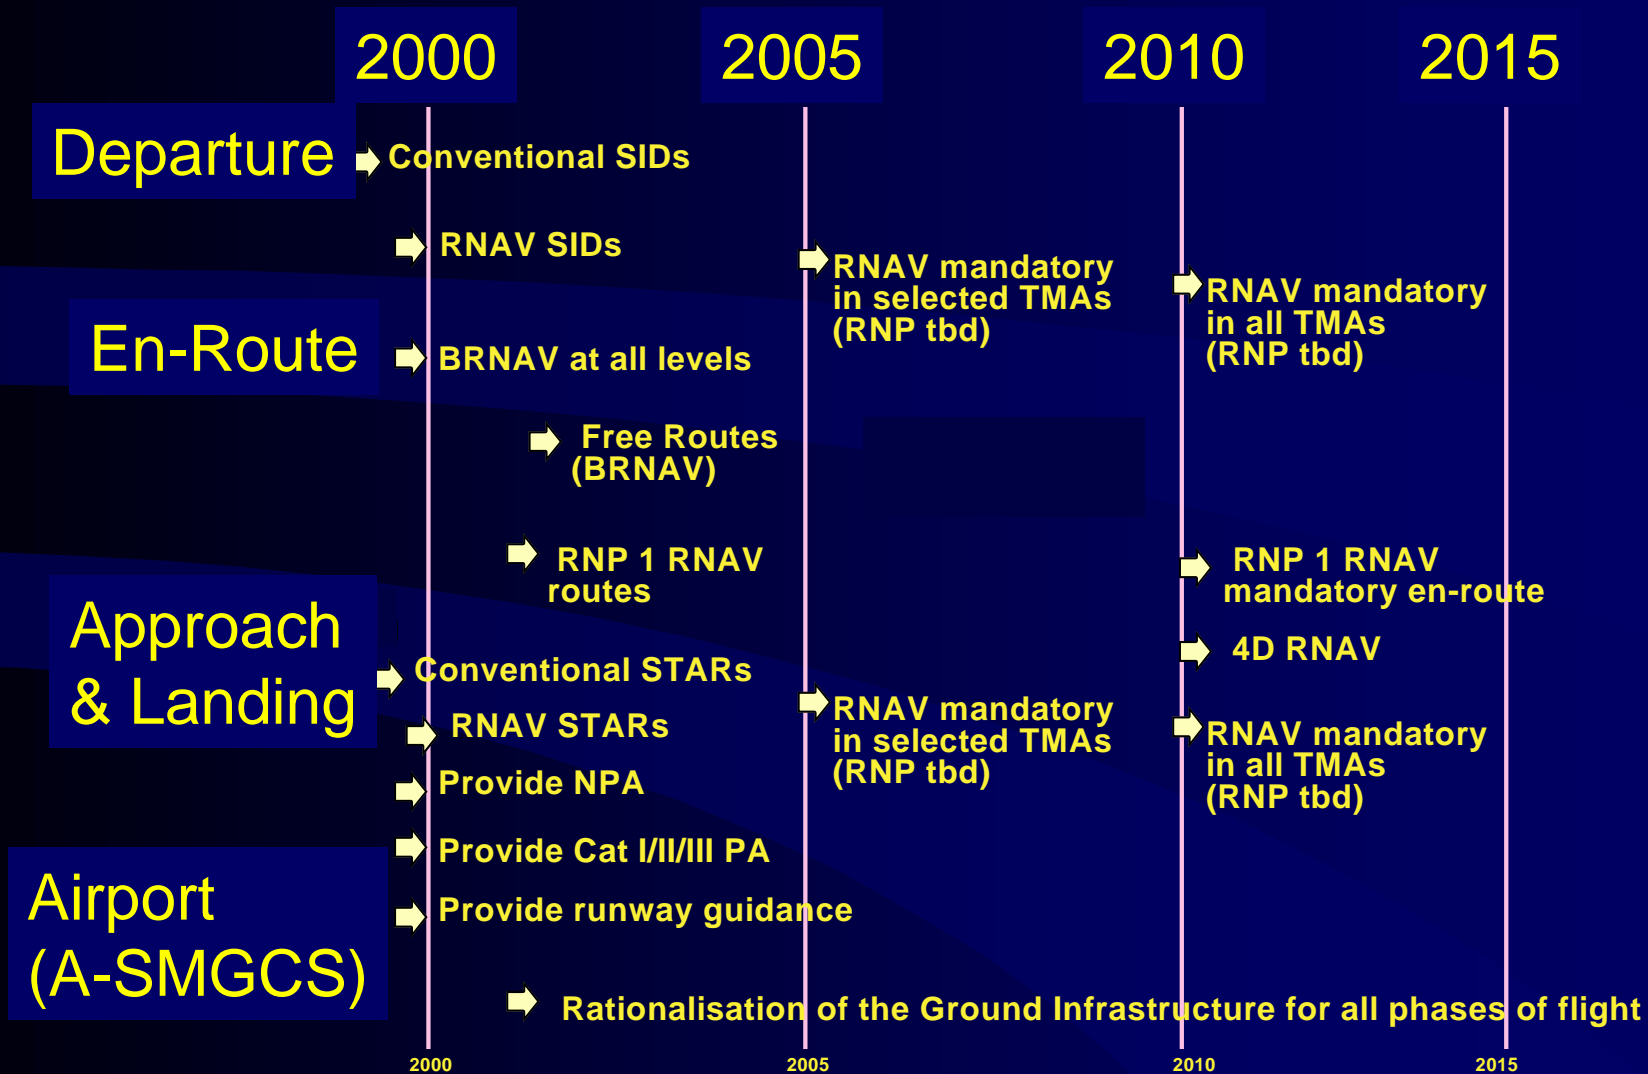 2000
2005
2010
2015
Departure
Conventional SIDs
RNAV SIDs
RNAV mandatory
in selected TMAs
(RNP tbd)
RNAV mandatory
in all TMAs
(RNP tbd)
En-Route
BRNAV at all levels
Free Routes
(BRNAV)
RNP 1 RNAV
routes
RNP 1 RNAV
mandatory en-route
4D RNAV
Approach
& Landing
Conventional STARs
RNAV STARs
RNAV mandatory
in selected TMAs
(RNP tbd)
RNAV mandatory
in all TMAs
(RNP tbd)
Provide NPA
Provide Cat I/II/III PA
Airport
(A-SMGCS)
Provide runway guidance
Rationalisation of the Ground Infrastructure for all phases of flight
2000
2005
2010
2015